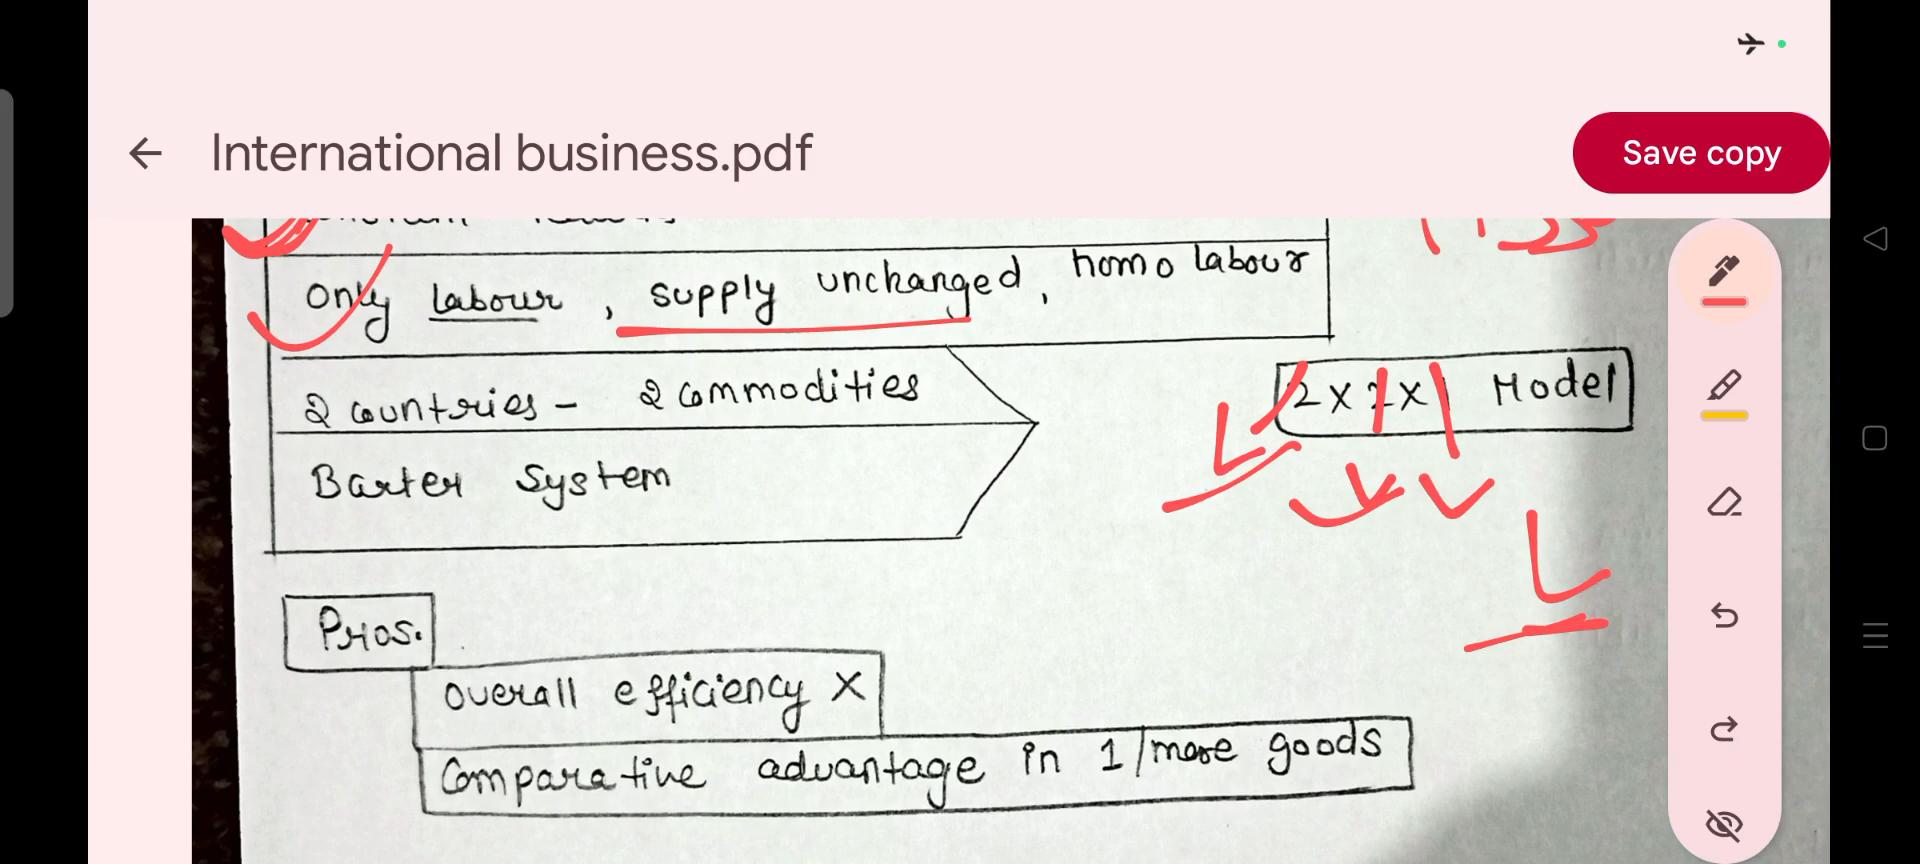 International business.pdf
Save copy
Only labour, supply unchanged, homo labour
2 countries - 2 commodities
2 x 2 x 1 Model
Barter System
Pros.
overall efficiency X
Comparative advantage in 1/more goods